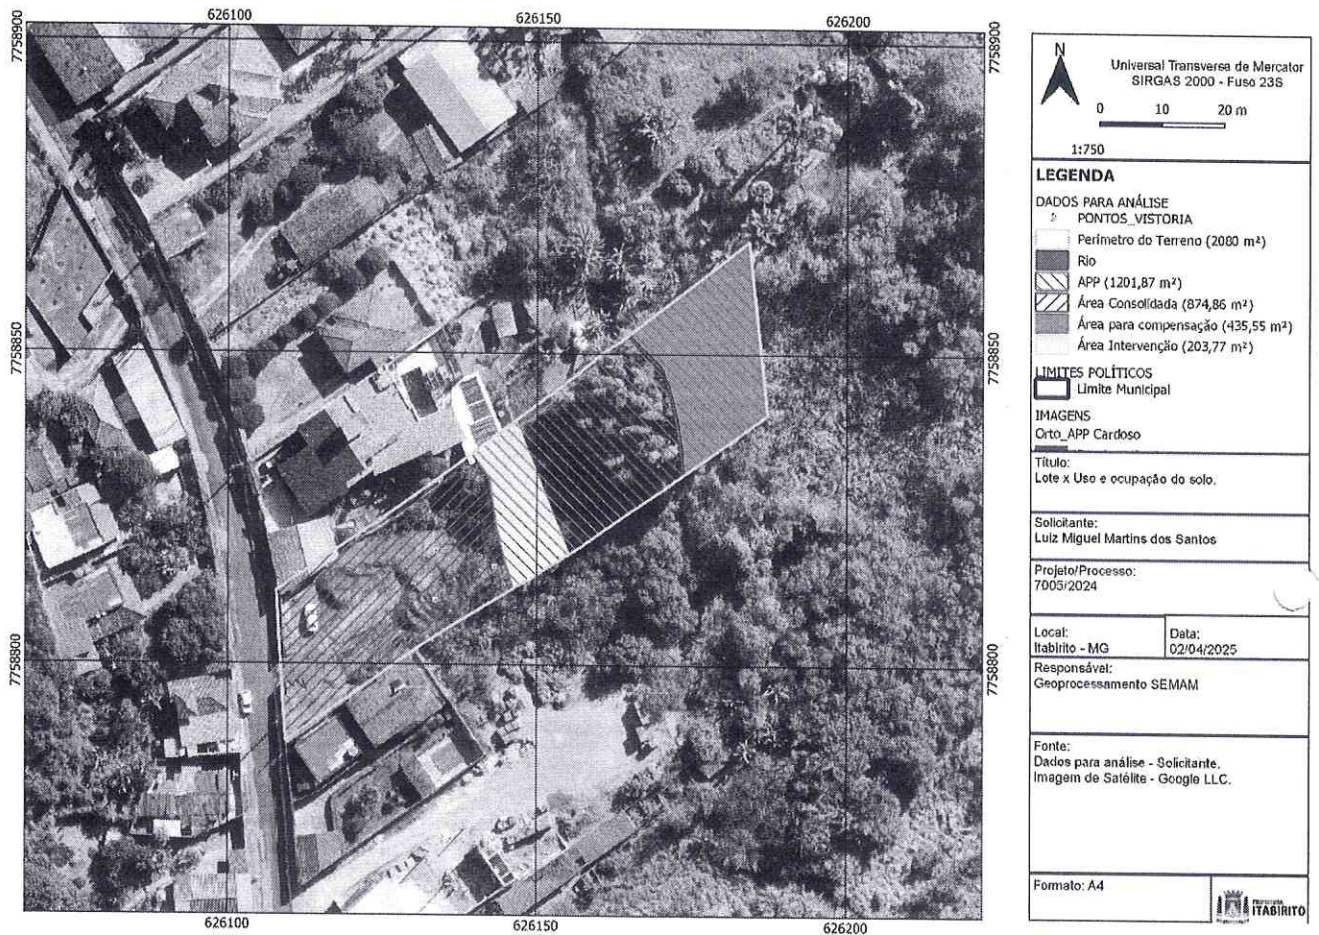 626100
626150
626200
7758900
7758900
7758850
7758850
7758800
7758800
626100
626150
626200
N
Universal Transversa de Mercator
SIRGAS 2000 - Fuso 23S
0 10 20 m
1:750
LEGENDA
DADOS PARA ANÁLISE
PONTOS_VISTORIA
Perímetro do Terreno (2080 m²)
Rio
APP (1201,87 m²)
Área Consolidada (874,86 m²)
Área para compensação (435,55 m²)
Área Intervenção (203,77 m²)
LIMITES POLÍTICOS
Limite Municipal
IMAGENS
Orto_APP Cardoso
Título:
Lote x Uso e ocupação do solo.
Solicitante:
Luiz Miguel Martins dos Santos
Projeto/Processo:
7005/2024
Local:
Itabirito - MG
Data:
02/04/2025
Responsável:
Geoprocessamento SEMAM
Fonte:
Dados para análise - Solicitante.
Imagem de Satélite - Google LLC.
Formato: A4
PREFEITURA
ITABIRITO